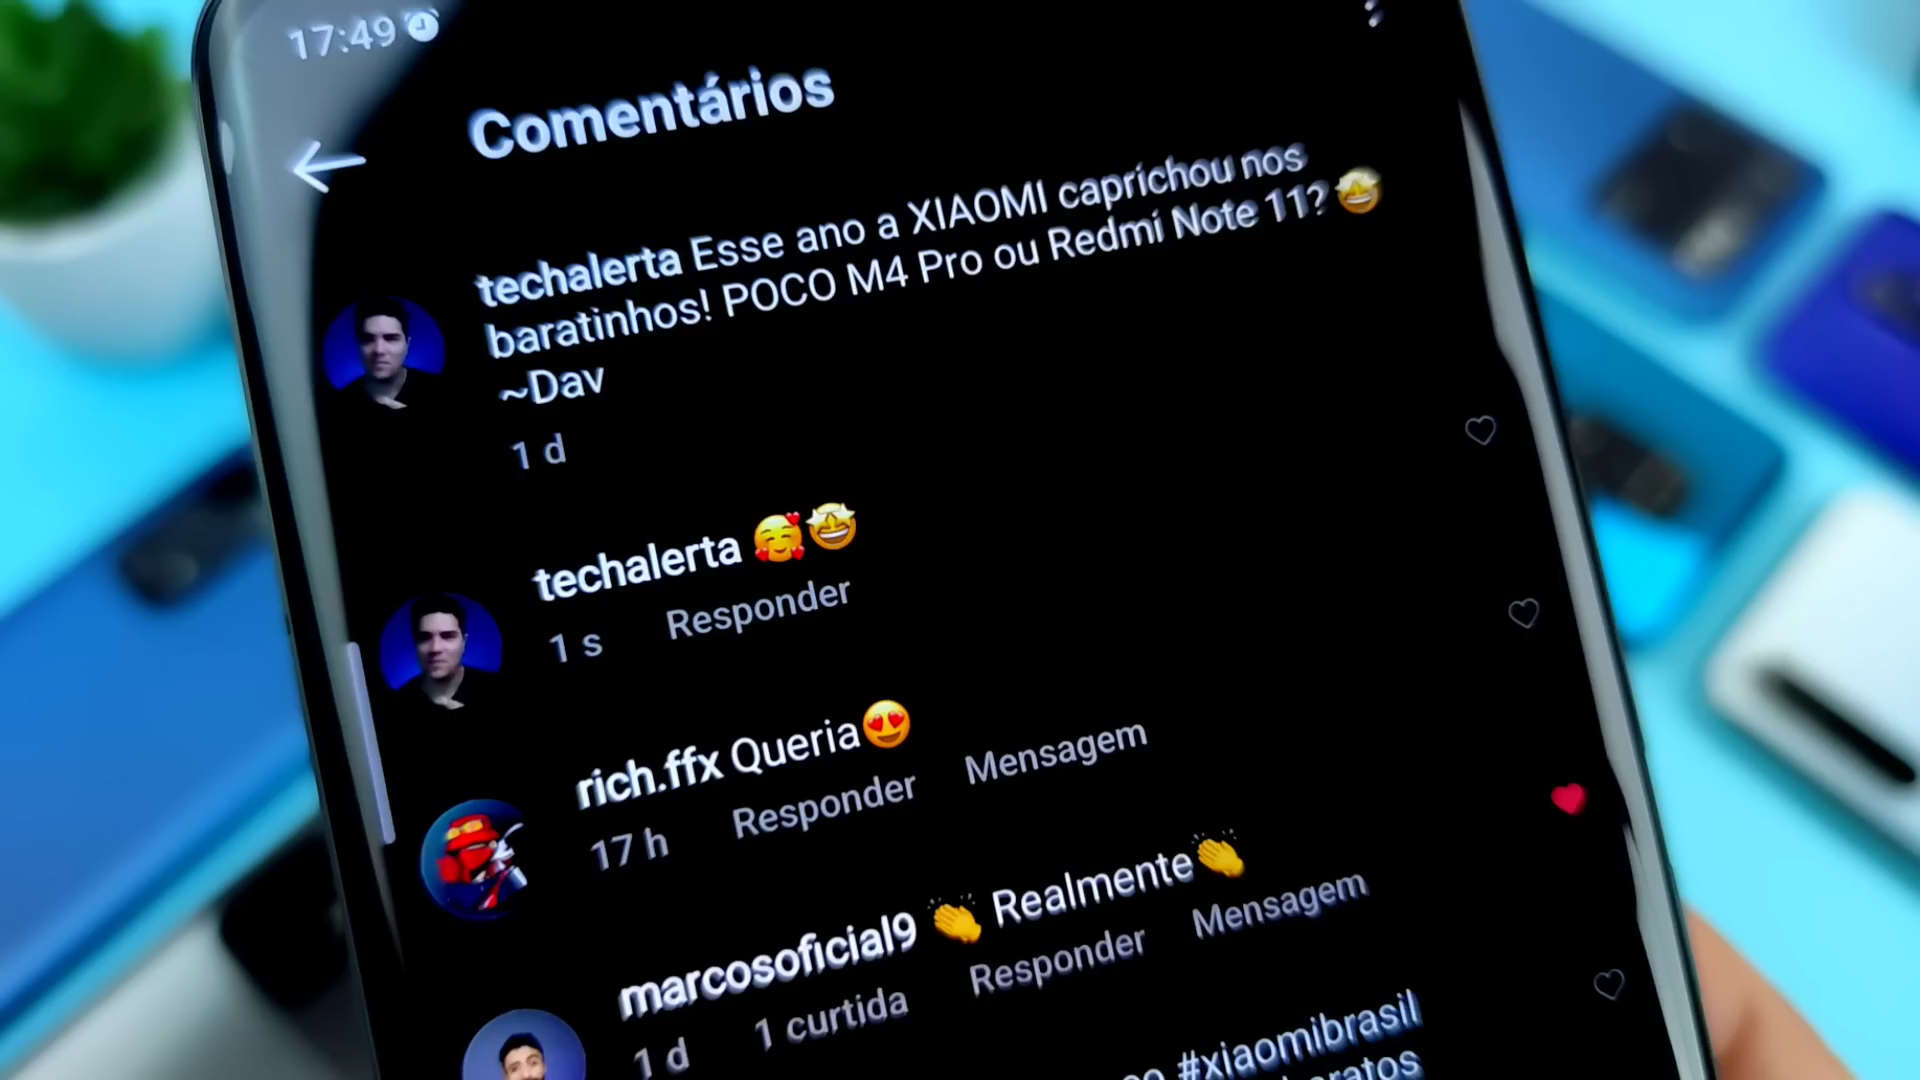 17:49
Comentários
techalerta Esse ano a XIAOMI caprichou nos
baratinhos! POCO M4 Pro ou Redmi Note 11? 🤩
~Dav
1 d
techalerta 🥰🤩
1 s Responder
rich.ffx Queria😍
17 h Responder Mensagem
marcosoficial9 👏 Realmente👏
1 d 1 curtida Responder Mensagem
#xiaomibrasil